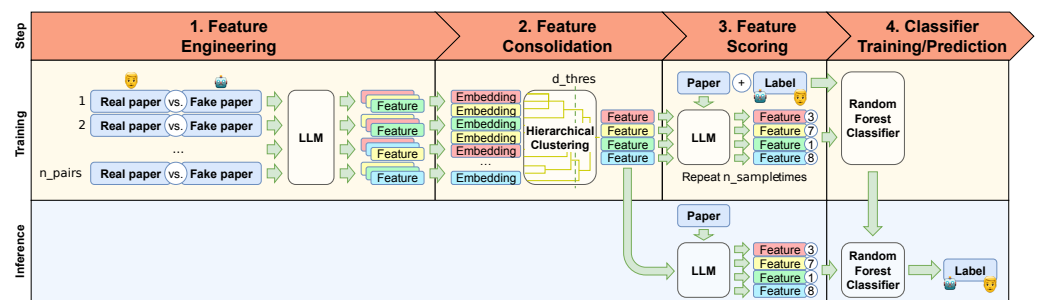 Step
1. Feature
Engineering
2. Feature
Consolidation
3. Feature
Scoring
4. Classifier
Training/Prediction
Training
1 Real paper vs. Fake paper
2 Real paper vs. Fake paper
...
n_pairs Real paper vs. Fake paper
LLM
Feature
Feature
Feature
Feature
Embedding
Embedding
Embedding
Embedding
Embedding
...
Embedding
d_thres
Hierarchical
Clustering
Feature
Feature
Feature
Feature
Paper + Label
LLM
Feature 3
Feature 7
Feature 1
Feature 8
Repeat n_sampletimes
Random
Forest
Classifier
Inference
Paper
LLM
Feature 3
Feature 7
Feature 1
Feature 8
Random
Forest
Classifier
Label